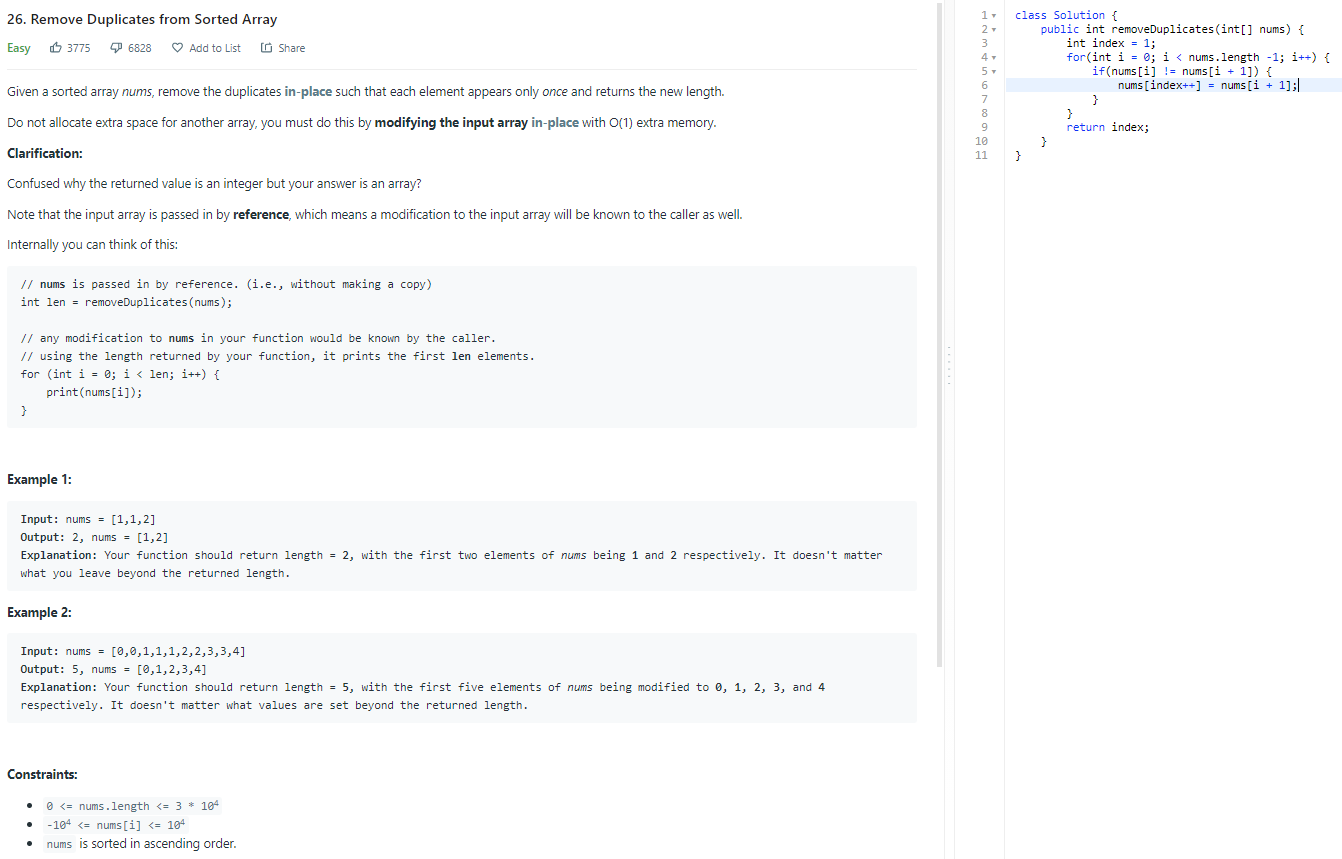 26. Remove Duplicates from Sorted Array
Easy 3775 6828 Add to List Share
Given a sorted array nums, remove the duplicates in-place such that each element appears only once and returns the new length.
Do not allocate extra space for another array, you must do this by modifying the input array in-place with O(1) extra memory.
Clarification:
Confused why the returned value is an integer but your answer is an array?
Note that the input array is passed in by reference, which means a modification to the input array will be known to the caller as well.
Internally you can think of this:
// nums is passed in by reference. (i.e., without making a copy)
int len = removeDuplicates(nums);
// any modification to nums in your function would be known by the caller.
// using the length returned by your function, it prints the first len elements.
for (int i = 0; i < len; i++) {
    print(nums[i]);
}
Example 1:
Input: nums = [1,1,2]
Output: 2, nums = [1,2]
Explanation: Your function should return length = 2, with the first two elements of nums being 1 and 2 respectively. It doesn't matter
what you leave beyond the returned length.
Example 2:
Input: nums = [0,0,1,1,1,2,2,3,3,4]
Output: 5, nums = [0,1,2,3,4]
Explanation: Your function should return length = 5, with the first five elements of nums being modified to 0, 1, 2, 3, and 4
respectively. It doesn't matter what values are set beyond the returned length.
Constraints:
• 0 <= nums.length <= 3 * 10⁴
• -10⁴ <= nums[i] <= 10⁴
• nums is sorted in ascending order.
1 class Solution {
2     public int removeDuplicates(int[] nums) {
3         int index = 1;
4         for(int i = 0; i < nums.length -1; i++) {
5             if(nums[i] != nums[i + 1]) {
6                 nums[index++] = nums[i + 1];
7             }
8         }
9         return index;
10     }
11 }